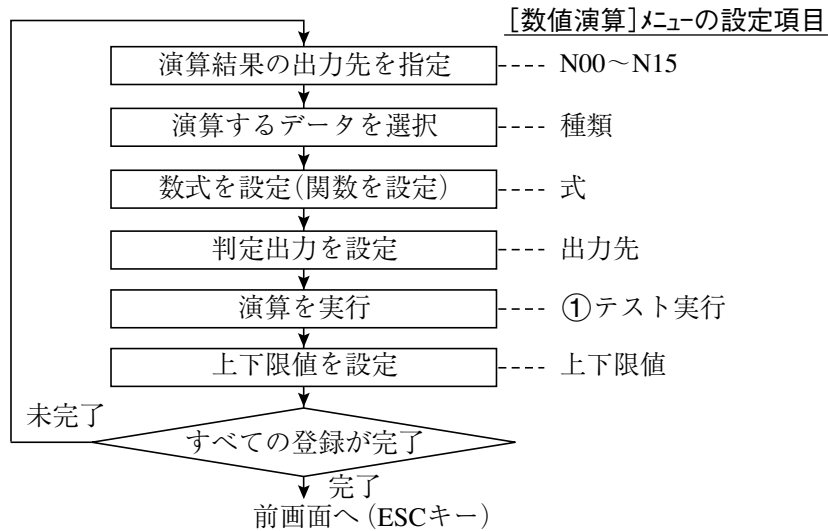 [数値演算]ﾒﾆｭｰの設定項目
演算結果の出力先を指定 ---- N00～N15
演算するデータを選択 ---- 種類
数式を設定(関数を設定) ---- 式
判定出力を設定 ---- 出力先
演算を実行 ---- ①テスト実行
上下限値を設定 ---- 上下限値
未完了
すべての登録が完了
完了
前画面へ(ESCキー)